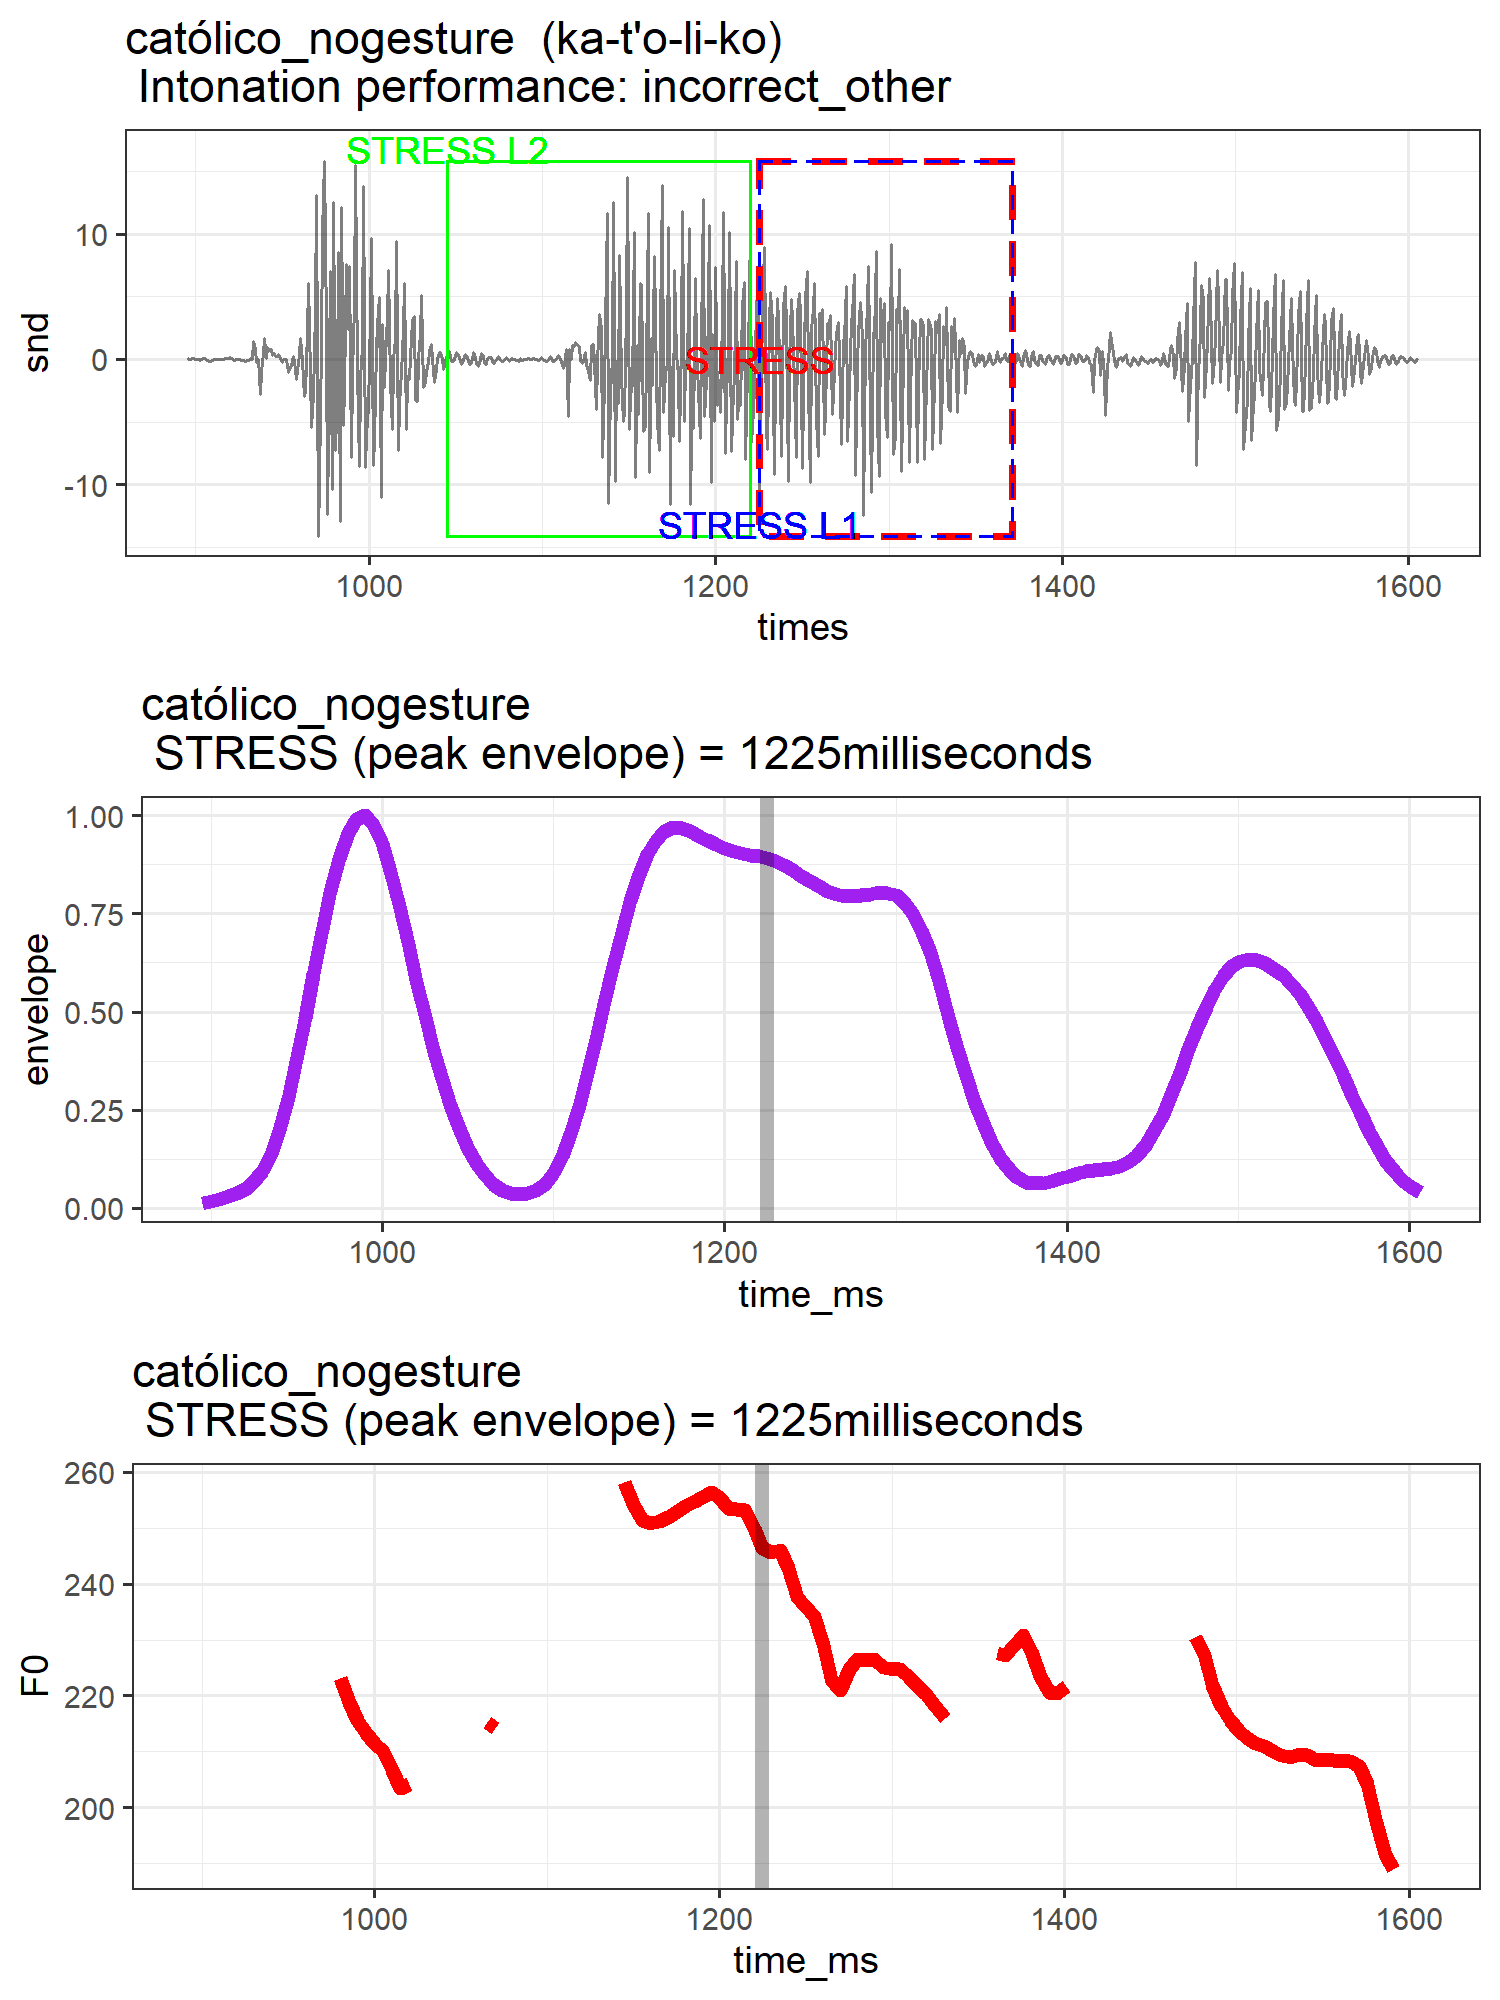 católico_nogesture  (ka-t'o-li-ko)
Intonation performance: incorrect_other
STRESS L2
10
snd
0
STRESS
-10
STRESS L1
1000 1200 1400 1600
times
católico_nogesture
STRESS (peak envelope) = 1225milliseconds
1.00
0.75
envelope
0.50
0.25
0.00
1000 1200 1400 1600
time_ms
católico_nogesture
STRESS (peak envelope) = 1225milliseconds
260
240
F0
220
200
1000 1200 1400 1600
time_ms